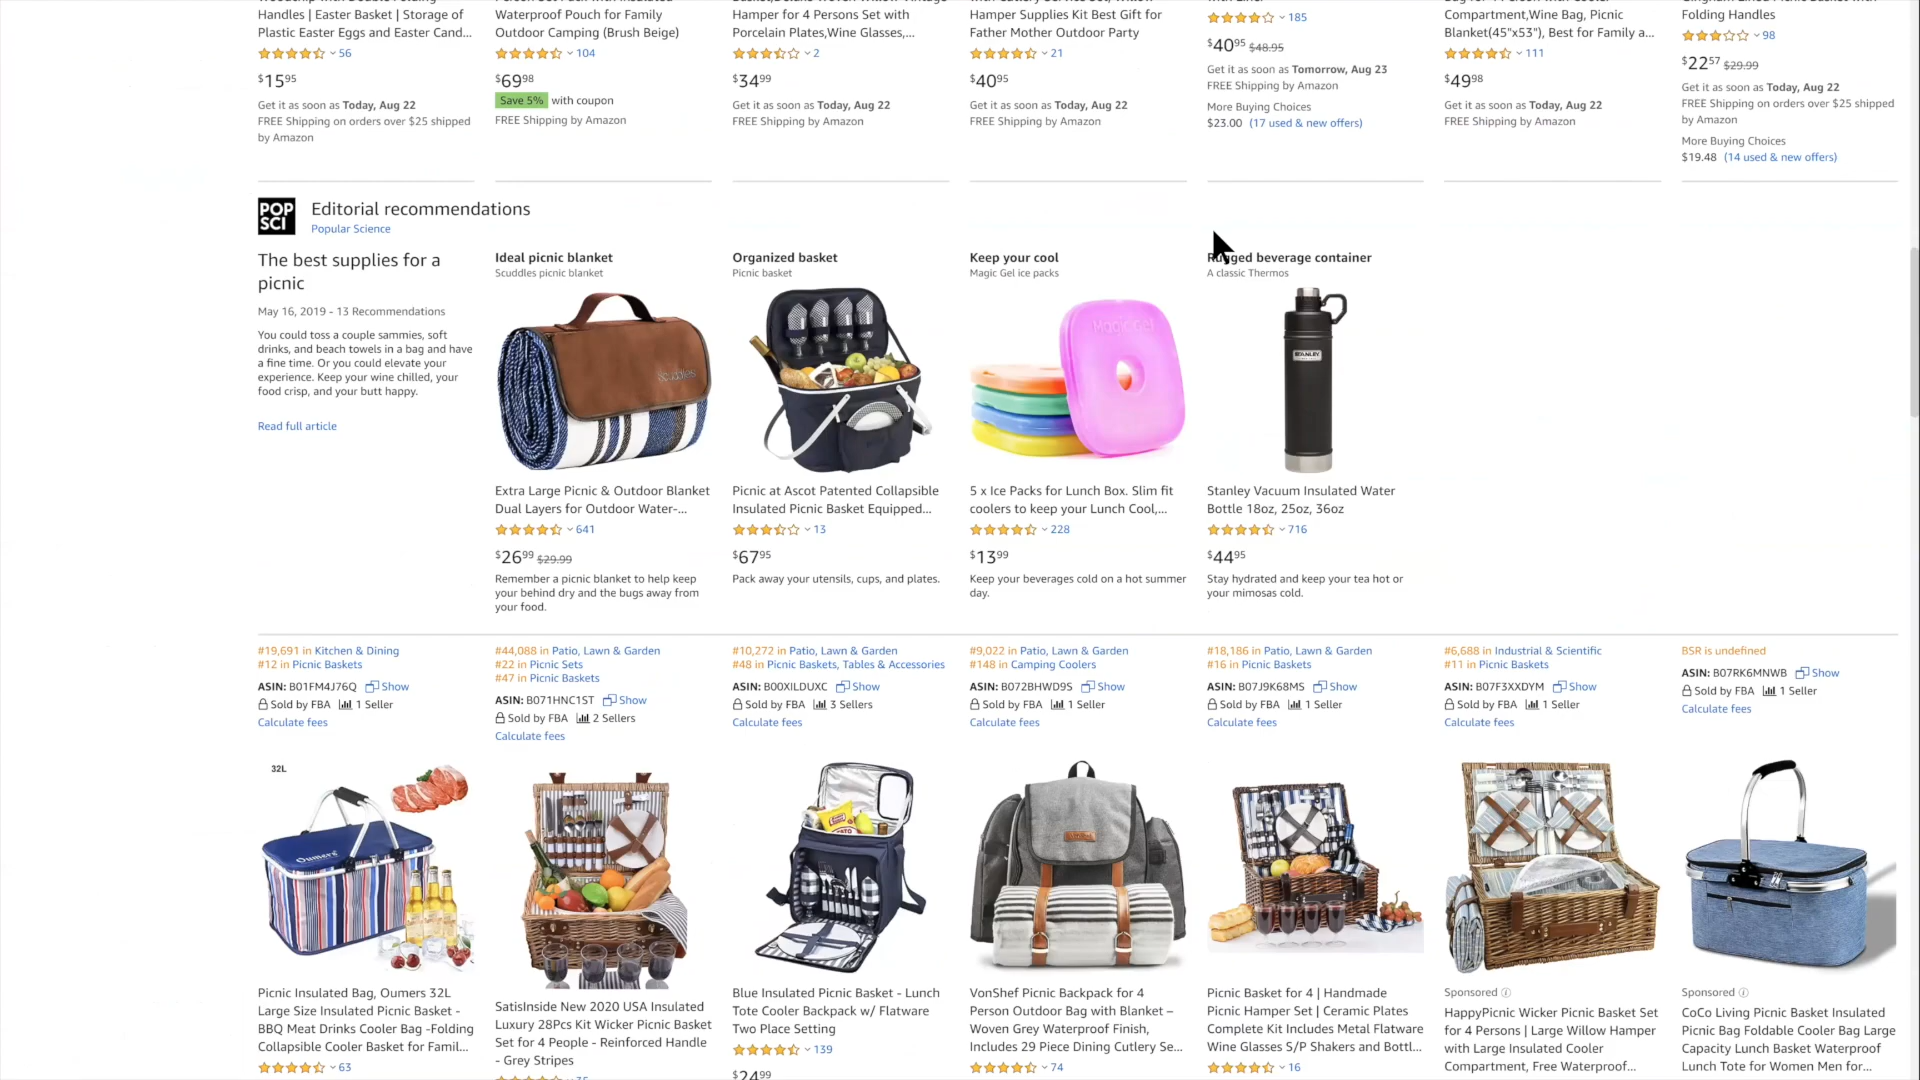 Handles | Easter Basket | Storage of
Plastic Easter Eggs and Easter Cand...
56
$15⁹⁵
Get it as soon as Today, Aug 22
FREE Shipping on orders over $25 shipped
by Amazon
Waterproof Pouch for Family
Outdoor Camping (Brush Beige)
104
$69⁹⁸
Save 5% with coupon
FREE Shipping by Amazon
Hamper for 4 Persons Set with
Porcelain Plates,Wine Glasses,...
2
$34⁹⁹
Get it as soon as Today, Aug 22
FREE Shipping by Amazon
Hamper Supplies Kit Best Gift for
Father Mother Outdoor Party
21
$40⁹⁵
Get it as soon as Today, Aug 22
FREE Shipping by Amazon
185
$40⁹⁵ $48.95
Get it as soon as Tomorrow, Aug 23
FREE Shipping by Amazon
More Buying Choices
$23.00 (17 used & new offers)
Compartment,Wine Bag, Picnic
Blanket(45"x53"), Best for Family a...
111
$49⁹⁸
Get it as soon as Today, Aug 22
FREE Shipping by Amazon
Folding Handles
98
$22⁵⁷ $29.99
Get it as soon as Today, Aug 22
FREE Shipping on orders over $25 shipped
by Amazon
More Buying Choices
$19.48 (14 used & new offers)
POP
SCI
Editorial recommendations
Popular Science
The best supplies for a
picnic
May 16, 2019 - 13 Recommendations
You could toss a couple sammies, soft
drinks, and beach towels in a bag and have
a fine time. Or you could elevate your
experience. Keep your wine chilled, your
food crisp, and your butt happy.
Read full article
Ideal picnic blanket
Scuddles picnic blanket
Scuddles
Extra Large Picnic & Outdoor Blanket
Dual Layers for Outdoor Water-...
641
$26⁹⁹ $29.99
Remember a picnic blanket to help keep
your behind dry and the bugs away from
your food.
Organized basket
Picnic basket
Picnic at Ascot Patented Collapsible
Insulated Picnic Basket Equipped...
13
$67⁹⁵
Pack away your utensils, cups, and plates.
Keep your cool
Magic Gel ice packs
Magic Gel
5 x Ice Packs for Lunch Box. Slim fit
coolers to keep your Lunch Cool,...
228
$13⁹⁹
Keep your beverages cold on a hot summer
day.
Rugged beverage container
A classic Thermos
STANLEY
Stanley Vacuum Insulated Water
Bottle 18oz, 25oz, 36oz
716
$44⁹⁵
Stay hydrated and keep your tea hot or
your mimosas cold.
#19,691 in Kitchen & Dining
#12 in Picnic Baskets
ASIN: B01FM4J76Q Show
Sold by FBA 1 Seller
Calculate fees
32L
Oumers
Picnic Insulated Bag, Oumers 32L
Large Size Insulated Picnic Basket -
BBQ Meat Drinks Cooler Bag -Folding
Collapsible Cooler Basket for Famil...
63
#44,088 in Patio, Lawn & Garden
#22 in Picnic Sets
#47 in Picnic Baskets
ASIN: B071HNC1ST Show
Sold by FBA 2 Sellers
Calculate fees
SatisInside New 2020 USA Insulated
Luxury 28Pcs Kit Wicker Picnic Basket
Set for 4 People - Reinforced Handle
- Grey Stripes
#10,272 in Patio, Lawn & Garden
#48 in Picnic Baskets, Tables & Accessories
ASIN: B00XILDUXC Show
Sold by FBA 3 Sellers
Calculate fees
Blue Insulated Picnic Basket - Lunch
Tote Cooler Backpack w/ Flatware
Two Place Setting
139
$24⁹⁹
#9,022 in Patio, Lawn & Garden
#148 in Camping Coolers
ASIN: B072BHWD9S Show
Sold by FBA 1 Seller
Calculate fees
VonShef Picnic Backpack for 4
Person Outdoor Bag with Blanket –
Woven Grey Waterproof Finish,
Includes 29 Piece Dining Cutlery Se...
74
#18,186 in Patio, Lawn & Garden
#16 in Picnic Baskets
ASIN: B07J9K68MS Show
Sold by FBA 1 Seller
Calculate fees
Picnic Basket for 4 | Handmade
Picnic Hamper Set | Ceramic Plates
Complete Kit Includes Metal Flatware
Wine Glasses S/P Shakers and Bottl...
16
#6,688 in Industrial & Scientific
#11 in Picnic Baskets
ASIN: B07F3XXDYM Show
Sold by FBA 1 Seller
Calculate fees
Sponsored
HappyPicnic Wicker Picnic Basket Set
for 4 Persons | Large Willow Hamper
with Large Insulated Cooler
Compartment, Free Waterproof...
BSR is undefined
ASIN: B07RK6MNWB Show
Sold by FBA 1 Seller
Calculate fees
Sponsored
CoCo Living Picnic Basket Insulated
Picnic Bag Foldable Cooler Bag Large
Capacity Lunch Basket Waterproof
Lunch Tote for Women Men for...